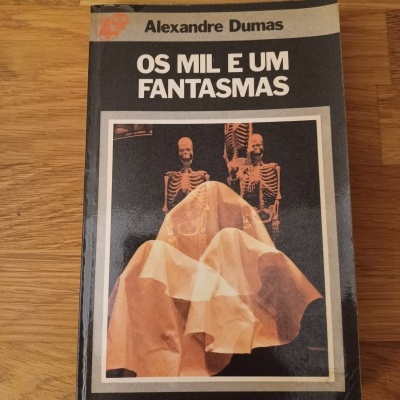 Alexandre Dumas
OS MIL E UM
FANTASMAS